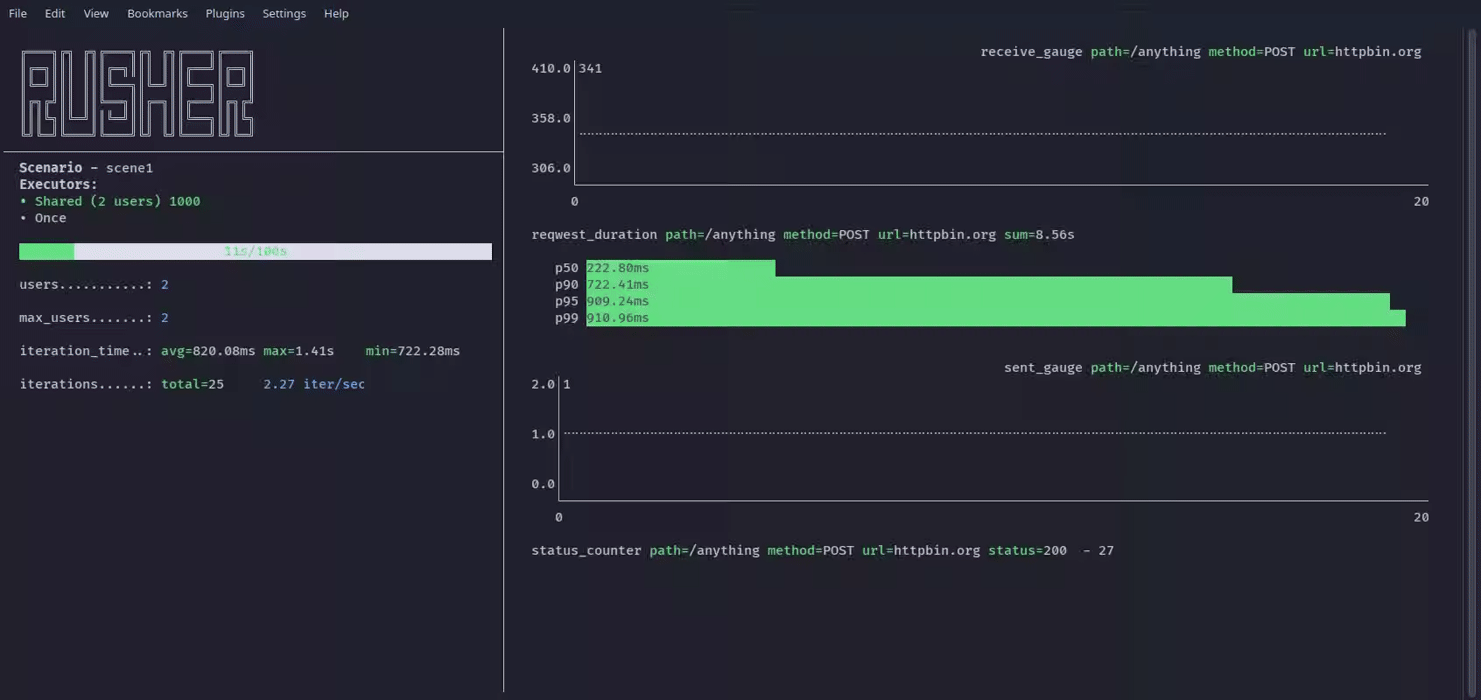 File Edit View Bookmarks Plugins Settings Help
RUSHER
Scenario - scene1
Executors:
• Shared (2 users) 1000
• Once
11s/100s
users...........: 2
max_users.......: 2
iteration_time..: avg=820.08ms max=1.41s min=722.28ms
iterations......: total=25 2.27 iter/sec
receive_gauge path=/anything method=POST url=httpbin.org
410.0 341
358.0
306.0
0 20
reqwest_duration path=/anything method=POST url=httpbin.org sum=8.56s
p50 222.80ms
p90 722.41ms
p95 909.24ms
p99 910.96ms
sent_gauge path=/anything method=POST url=httpbin.org
2.0 1
1.0
0.0
0 20
status_counter path=/anything method=POST url=httpbin.org status=200 - 27